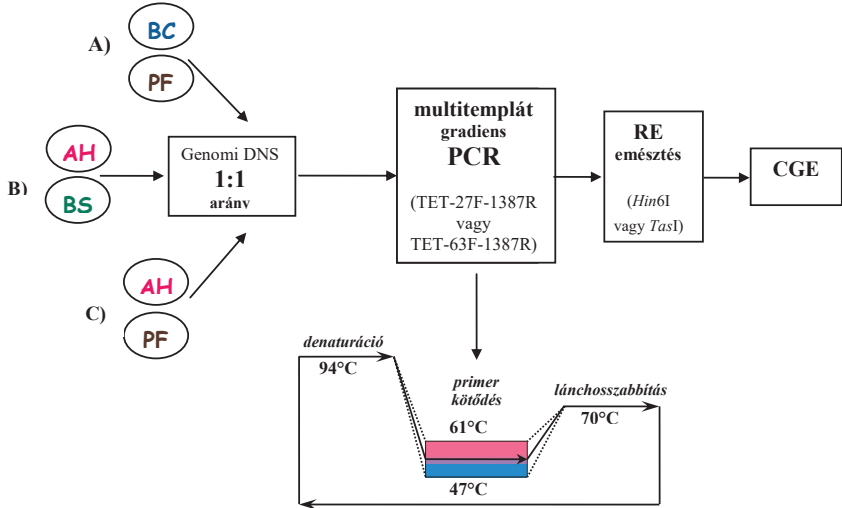 A)
BC
PF
B)
AH
BS
C)
AH
PF
Genomi DNS
1:1
arány
multitemplát
gradiens
PCR
(TET-27F-1387R
vagy
TET-63F-1387R)
RE
emésztés
(Hin6I
vagy TasI)
CGE
denaturáció
94°C
primer
kötődés
61°C
47°C
lánchosszabbítás
70°C